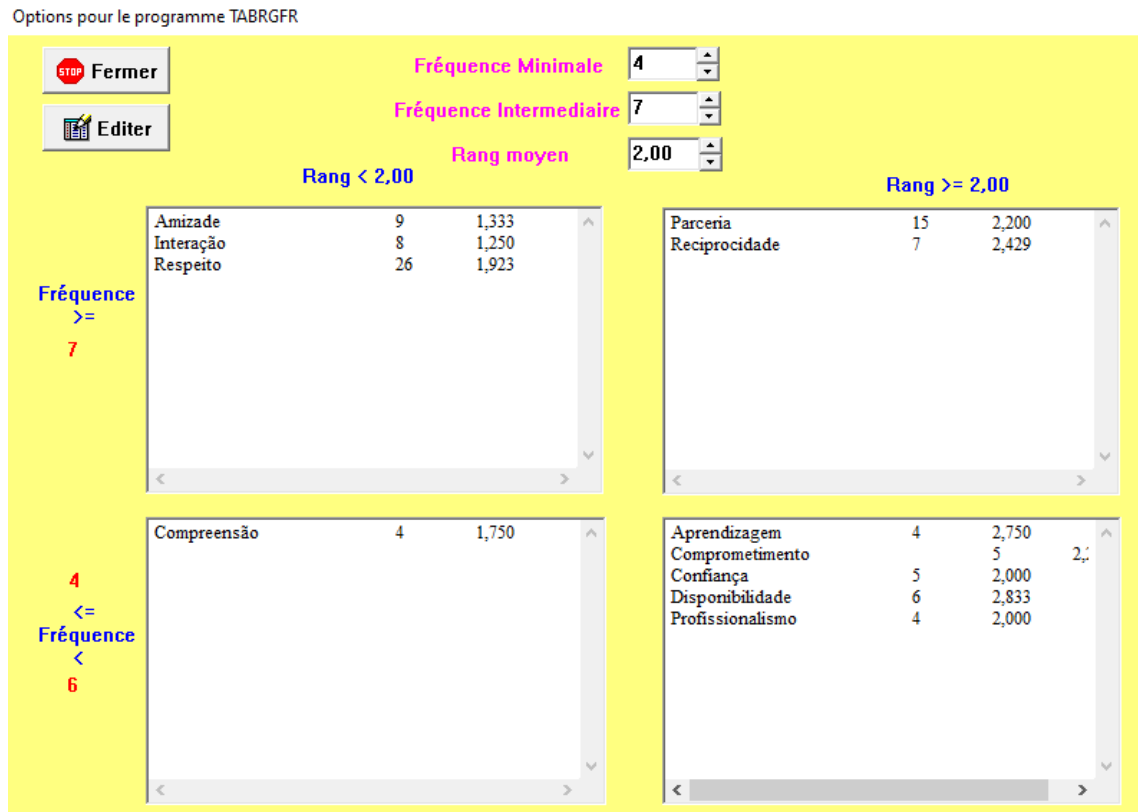 Options pour le programme TABRGFR
STOP Fermer
Editer
Fréquence Minimale 4
Fréquence Intermediaire 7
Rang moyen 2,00
Rang < 2,00
Rang >= 2,00
Fréquence
>=
7
Amizade 9 1,333
Interação 8 1,250
Respeito 26 1,923
Parceria 15 2,200
Reciprocidade 7 2,429
4
<=
Fréquence
<
6
Compreensão 4 1,750
Aprendizagem 4 2,750
Comprometimento 5
Confiança 5 2,000
Disponibilidade 6 2,833
Profissionalismo 4 2,000